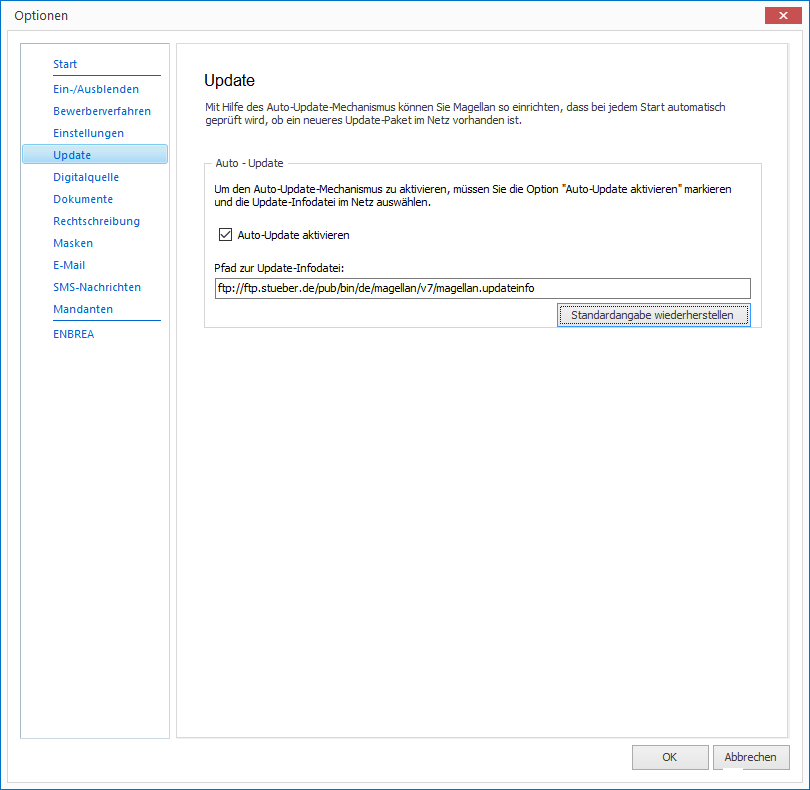 Optionen
Start
Ein-/Ausblenden
Bewerberverfahren
Einstellungen
Update
Digitalquelle
Dokumente
Rechtschreibung
Masken
E-Mail
SMS-Nachrichten
Mandanten
ENBREA
Update
Mit Hilfe des Auto-Update-Mechanismus können Sie Magellan so einrichten, dass bei jedem Start automatisch
geprüft wird, ob ein neueres Update-Paket im Netz vorhanden ist.
Auto - Update
Um den Auto-Update-Mechanismus zu aktivieren, müssen Sie die Option "Auto-Update aktivieren" markieren
und die Update-Infodatei im Netz auswählen.
Auto-Update aktivieren
Pfad zur Update-Infodatei:
ftp://ftp.stueber.de/pub/bin/de/magellan/v7/magellan.updateinfo
Standardangabe wiederherstellen
OK
Abbrechen